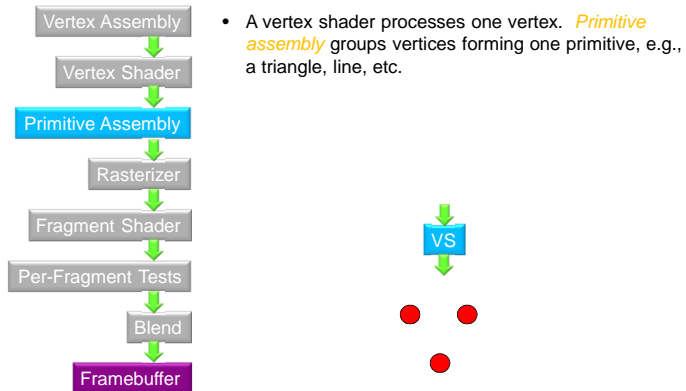 Vertex Assembly
Vertex Shader
Primitive Assembly
Rasterizer
Fragment Shader
Per-Fragment Tests
Blend
Framebuffer
• A vertex shader processes one vertex. Primitive
assembly groups vertices forming one primitive, e.g.,
a triangle, line, etc.
VS